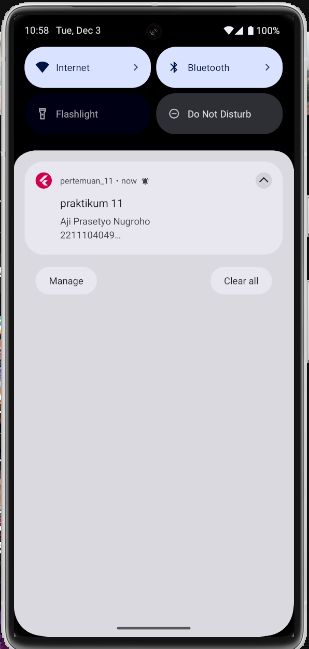 10:58 Tue, Dec 3 100%
Internet Bluetooth
Flashlight Do Not Disturb
pertemuan_11 • now
praktikum 11
Aji Prasetyo Nugroho
2211104049...
Manage Clear all